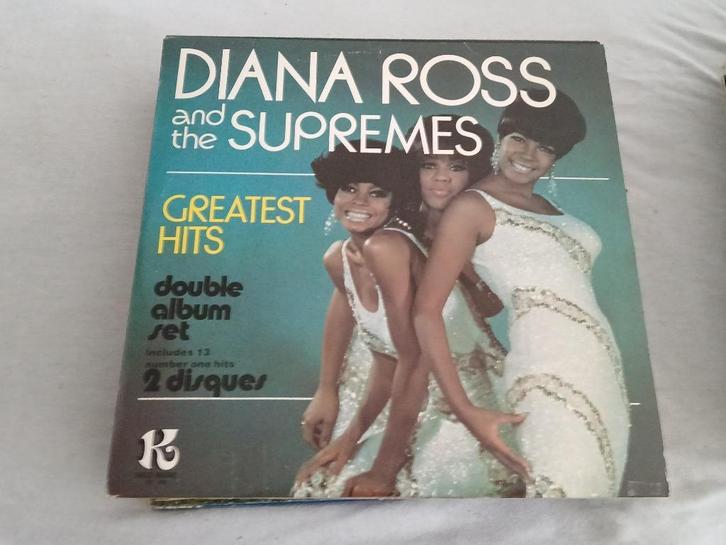 DIANA ROSS
and
the SUPREMES
GREATEST
HITS
double
album
set
includes 13
number one hits
2 disques
K